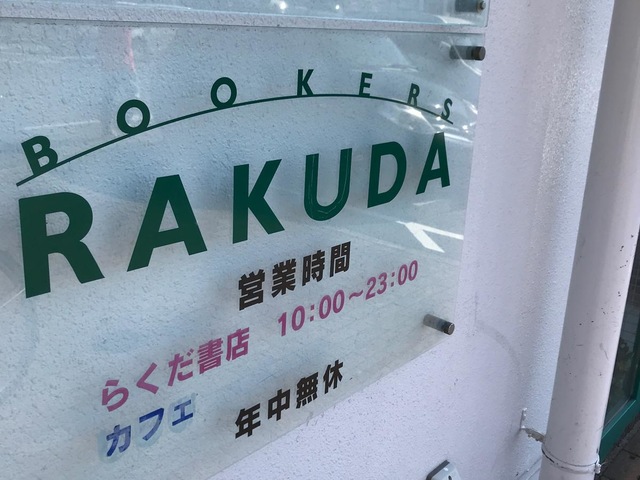 BOOKERS
RAKUDA
営業時間
らくだ書店 10:00～23:00
カフェ 年中無休